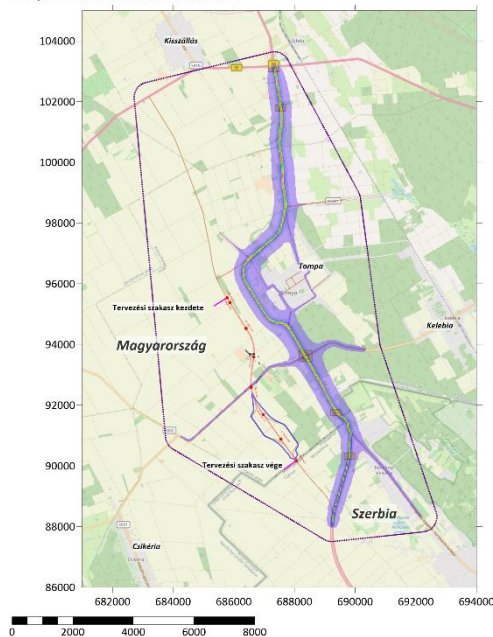 104000
102000
100000
98000
96000
94000
92000
90000
88000
86000
Kisszállás
Tompa
Tervezési szakasz kezdete
Kelebia
Magyarország
Tervezési szakasz vége
Szerbia
Csikéria
682000 684000 686000 688000 690000 692000 694000
0 2000 4000 6000 8000